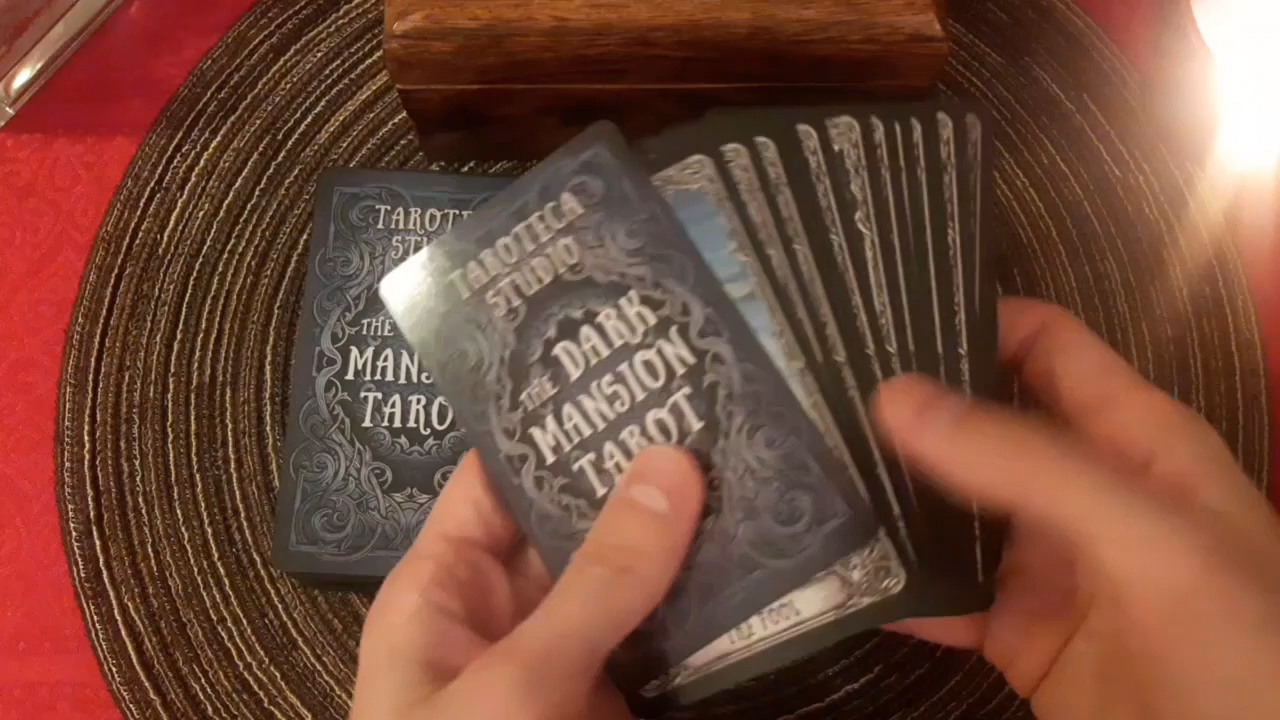 TAROTECA
STUDIO
THE DARK
MANSION
TAROT
THE FOOL
TAROTE
STU
THE
MANS
TARO